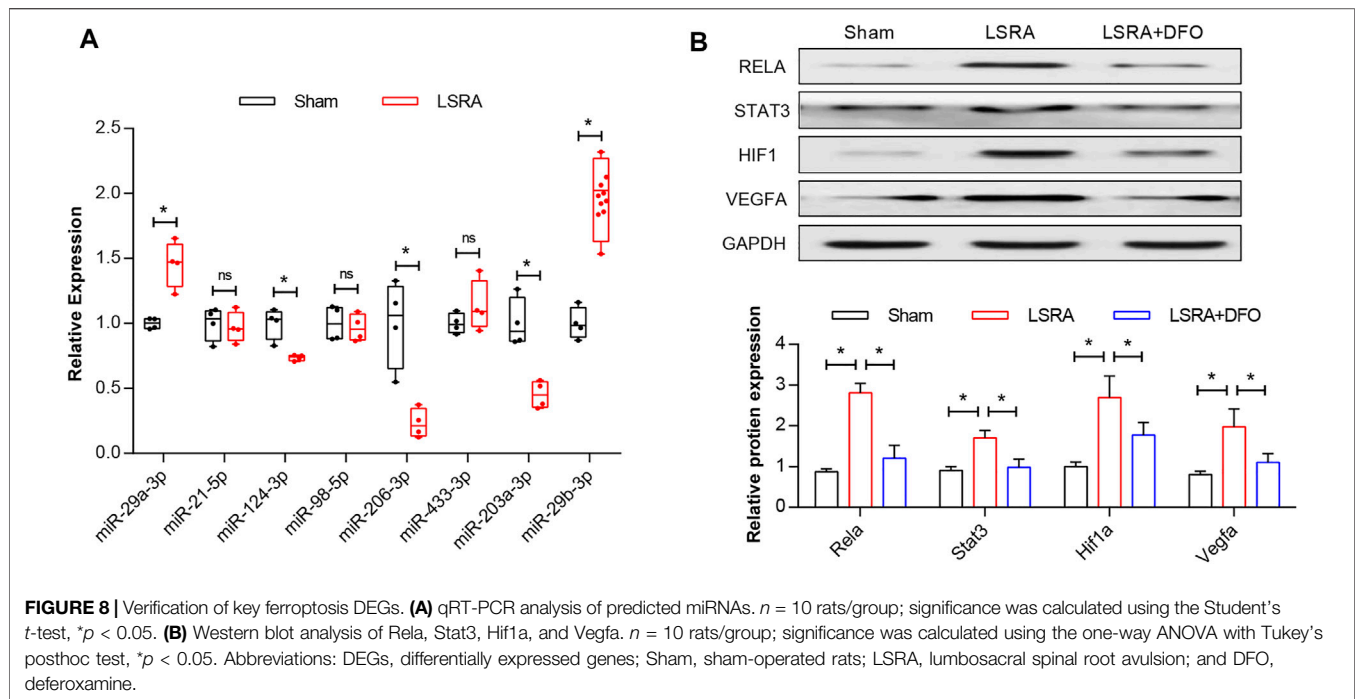 A
Sham LSRA
Relative Expression
2.5
2.0
1.5
1.0
0.5
0.0
* ns * ns * ns * *
miR-29a-3p miR-21-5p miR-124-3p miR-98-5p miR-206-3p miR-433-3p miR-203a-3p miR-29b-3p
B
Sham LSRA LSRA+DFO
RELA
STAT3
HIF1
VEGFA
GAPDH
Sham LSRA LSRA+DFO
Relative protien expression
4
3
2
1
0
* * * * * * * *
Rela Stat3 Hif1a Vegfa
FIGURE 8 | Verification of key ferroptosis DEGs. (A) qRT-PCR analysis of predicted miRNAs. n = 10 rats/group; significance was calculated using the Student's
t-test, *p < 0.05. (B) Western blot analysis of Rela, Stat3, Hif1a, and Vegfa. n = 10 rats/group; significance was calculated using the one-way ANOVA with Tukey's
posthoc test, *p < 0.05. Abbreviations: DEGs, differentially expressed genes; Sham, sham-operated rats; LSRA, lumbosacral spinal root avulsion; and DFO,
deferoxamine.